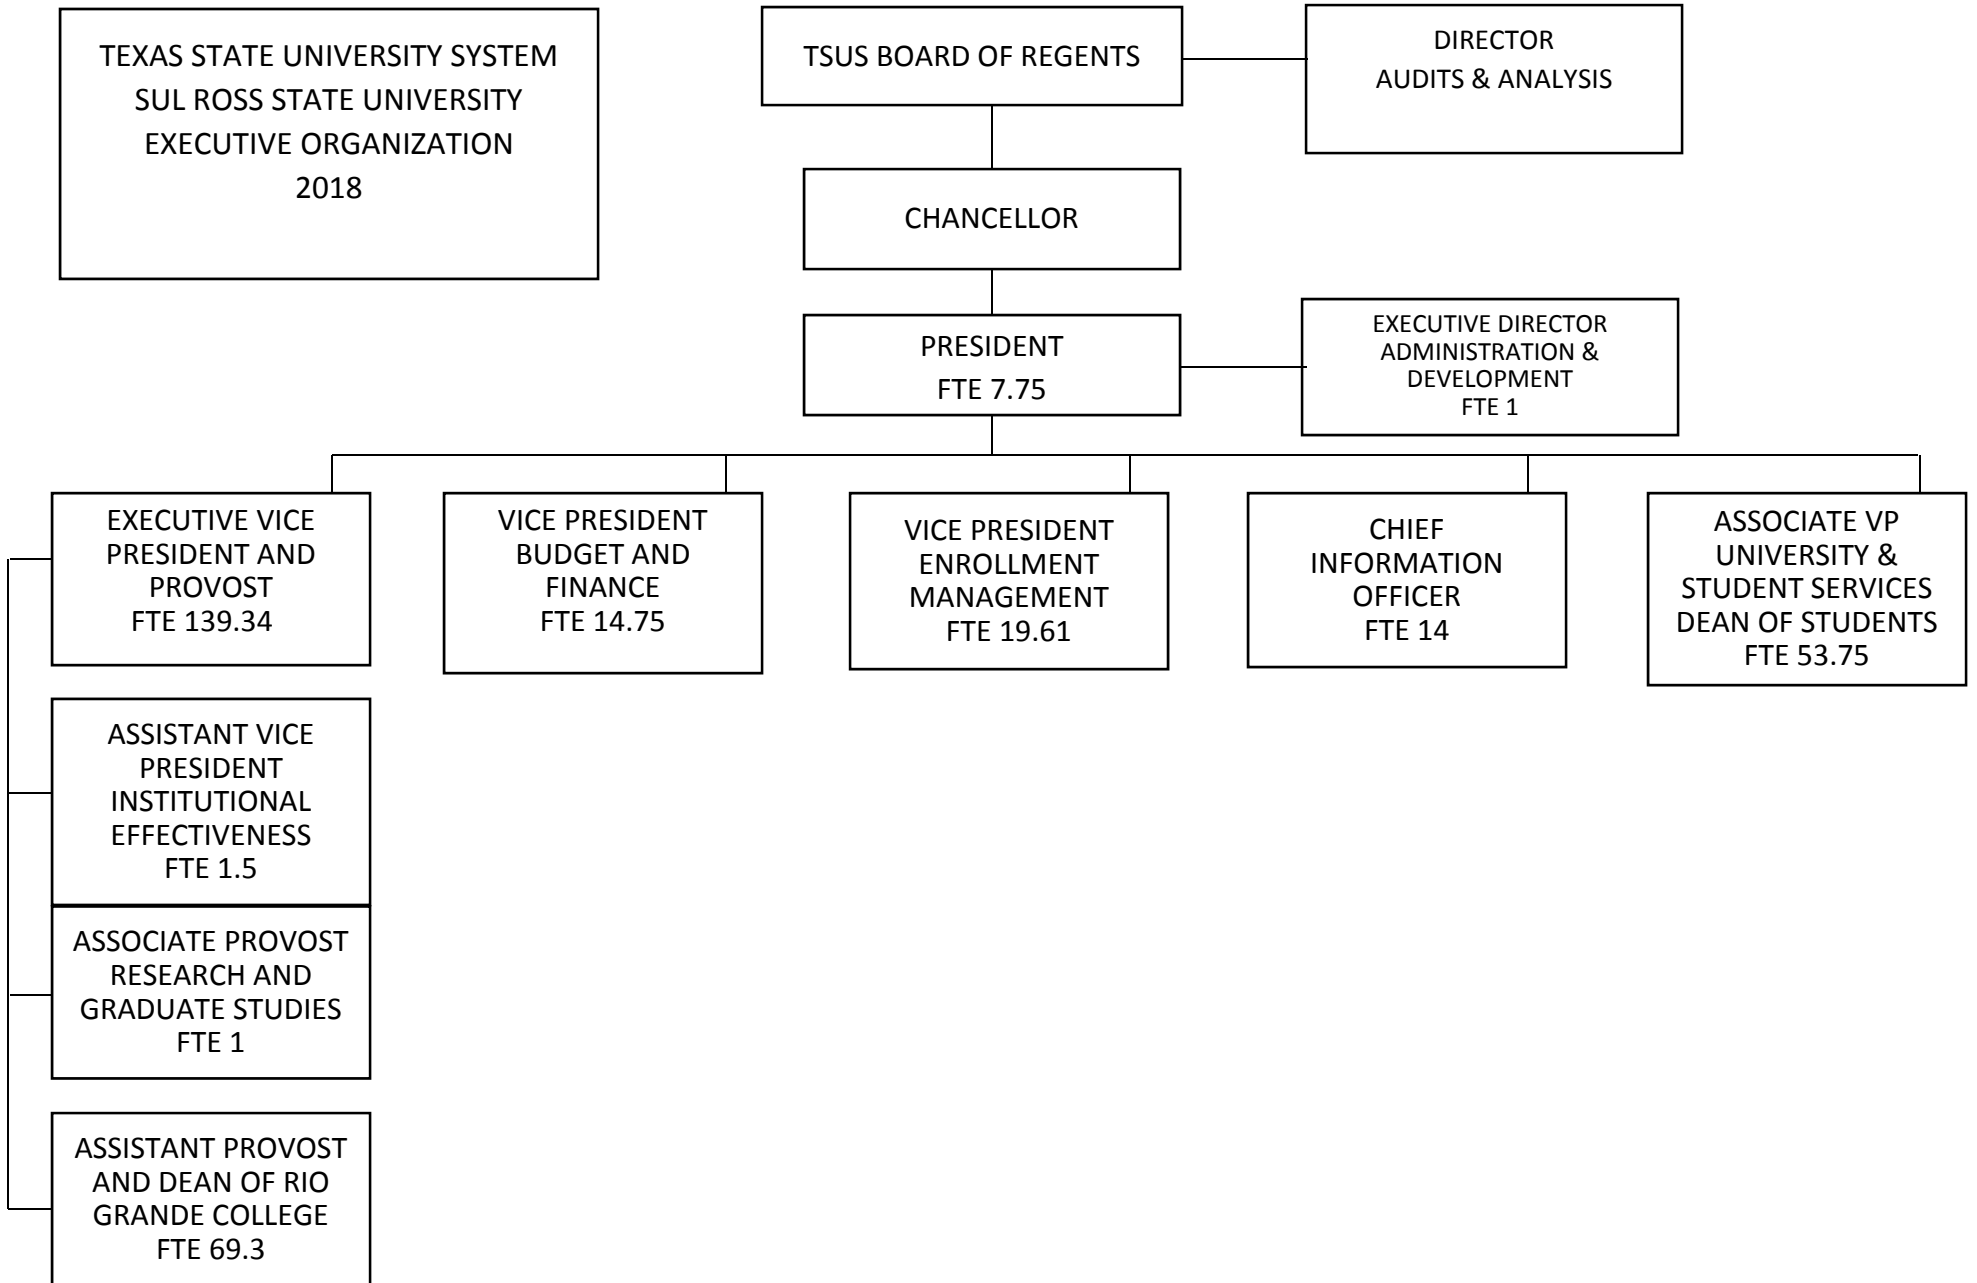 TEXAS STATE UNIVERSITY SYSTEM
SUL ROSS STATE UNIVERSITY
EXECUTIVE ORGANIZATION
2018
TSUS BOARD OF REGENTS
DIRECTOR
AUDITS & ANALYSIS
CHANCELLOR
PRESIDENT
FTE 7.75
EXECUTIVE DIRECTOR
ADMINISTRATION &
DEVELOPMENT
FTE 1
EXECUTIVE VICE
PRESIDENT AND
PROVOST
FTE 139.34
VICE PRESIDENT
BUDGET AND
FINANCE
FTE 14.75
VICE PRESIDENT
ENROLLMENT
MANAGEMENT
FTE 19.61
CHIEF
INFORMATION
OFFICER
FTE 14
ASSOCIATE VP
UNIVERSITY &
STUDENT SERVICES
DEAN OF STUDENTS
FTE 53.75
ASSISTANT VICE
PRESIDENT
INSTITUTIONAL
EFFECTIVENESS
FTE 1.5
ASSOCIATE PROVOST
RESEARCH AND
GRADUATE STUDIES
FTE 1
ASSISTANT PROVOST
AND DEAN OF RIO
GRANDE COLLEGE
FTE 69.3